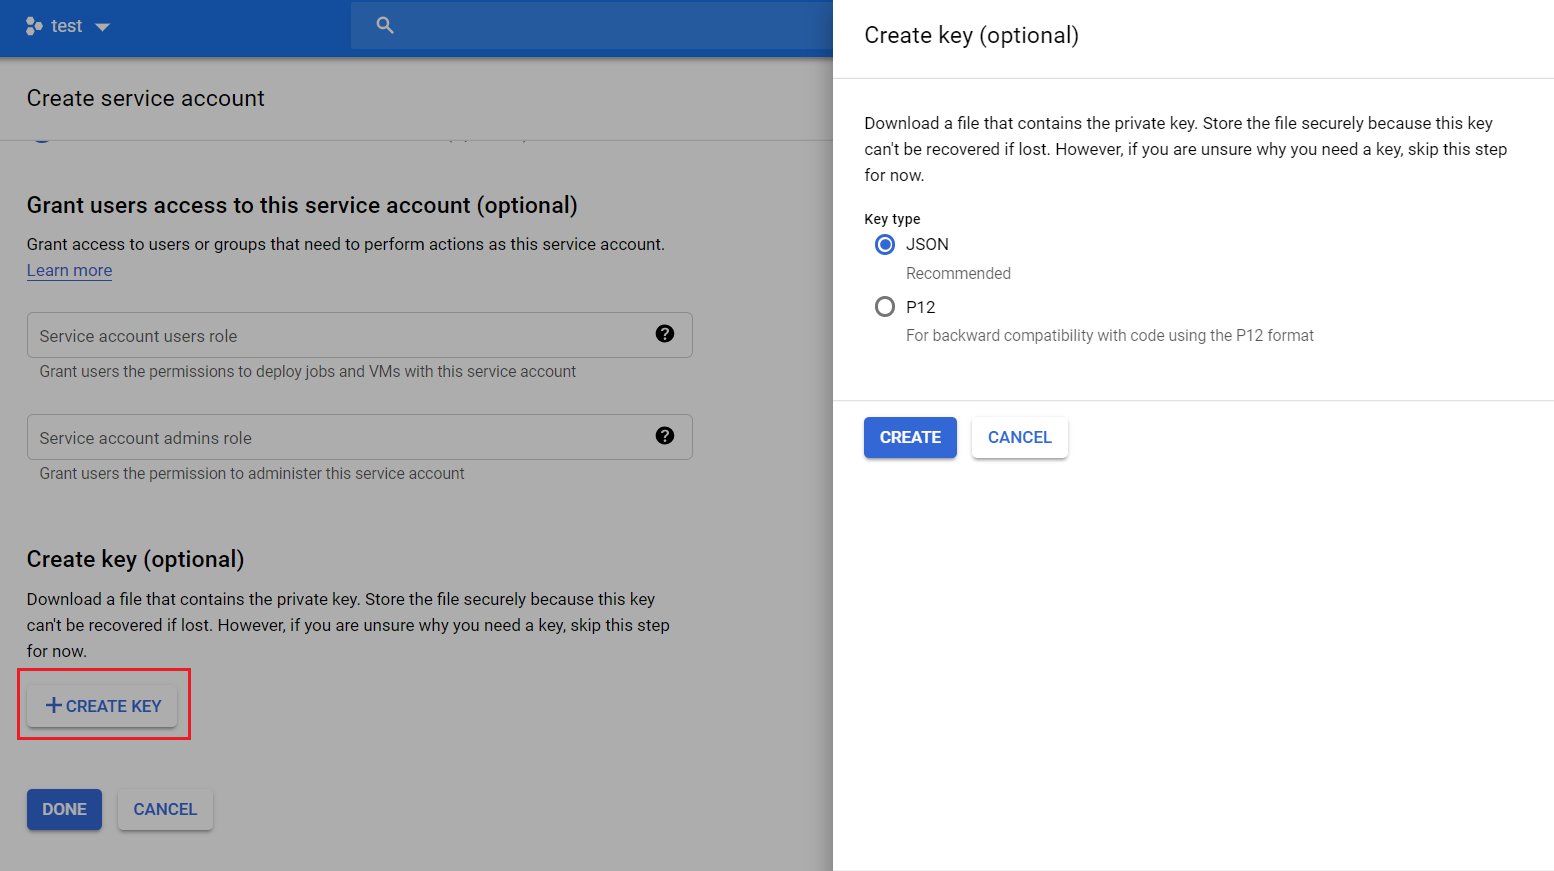 test
Create service account
Grant users access to this service account (optional)
Grant access to users or groups that need to perform actions as this service account.
Learn more
Service account users role
Grant users the permissions to deploy jobs and VMs with this service account
Service account admins role
Grant users the permission to administer this service account
Create key (optional)
Download a file that contains the private key. Store the file securely because this key
can't be recovered if lost. However, if you are unsure why you need a key, skip this step
for now.
CREATE KEY
DONE
CANCEL
Create key (optional)
Download a file that contains the private key. Store the file securely because this key
can't be recovered if lost. However, if you are unsure why you need a key, skip this step
for now.
Key type
JSON
Recommended
P12
For backward compatibility with code using the P12 format
CREATE
CANCEL